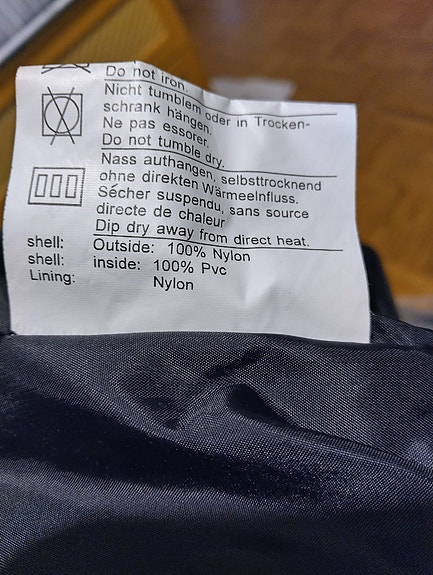 Do not iron.
Nicht tumblem oder in Trocken-
schrank hängen.
Ne pas essorer.
Do not tumble dry.
Nass authangen, selbsttrocknend
ohne direkten Wärmeelnfluss.
Sécher suspendu, sans source
directe de chaleur
Dip dry away from direct heat.
shell: Outside: 100% Nylon
shell: inside: 100% Pvc
Lining: Nylon